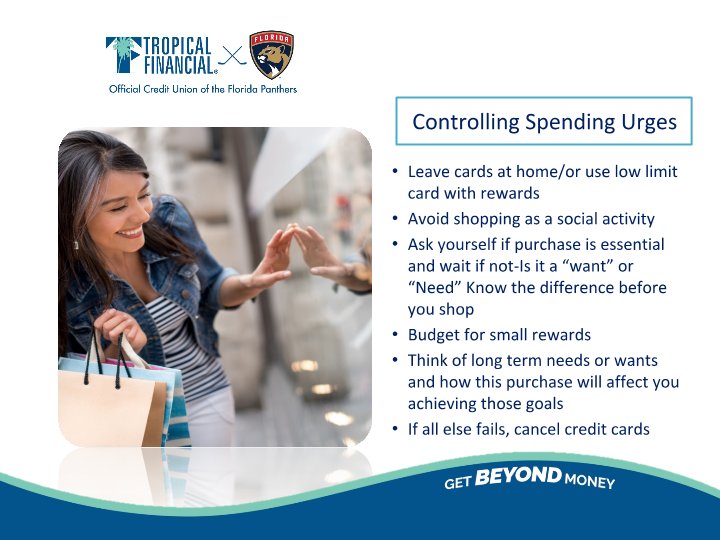 TROPICAL
FINANCIAL®
FLORIDA
Official Credit Union of the Florida Panthers
Controlling Spending Urges
• Leave cards at home/or use low limit
card with rewards
• Avoid shopping as a social activity
• Ask yourself if purchase is essential
and wait if not-Is it a “want” or
“Need” Know the difference before
you shop
• Budget for small rewards
• Think of long term needs or wants
and how this purchase will affect you
achieving those goals
• If all else fails, cancel credit cards
GET BEYOND MONEY